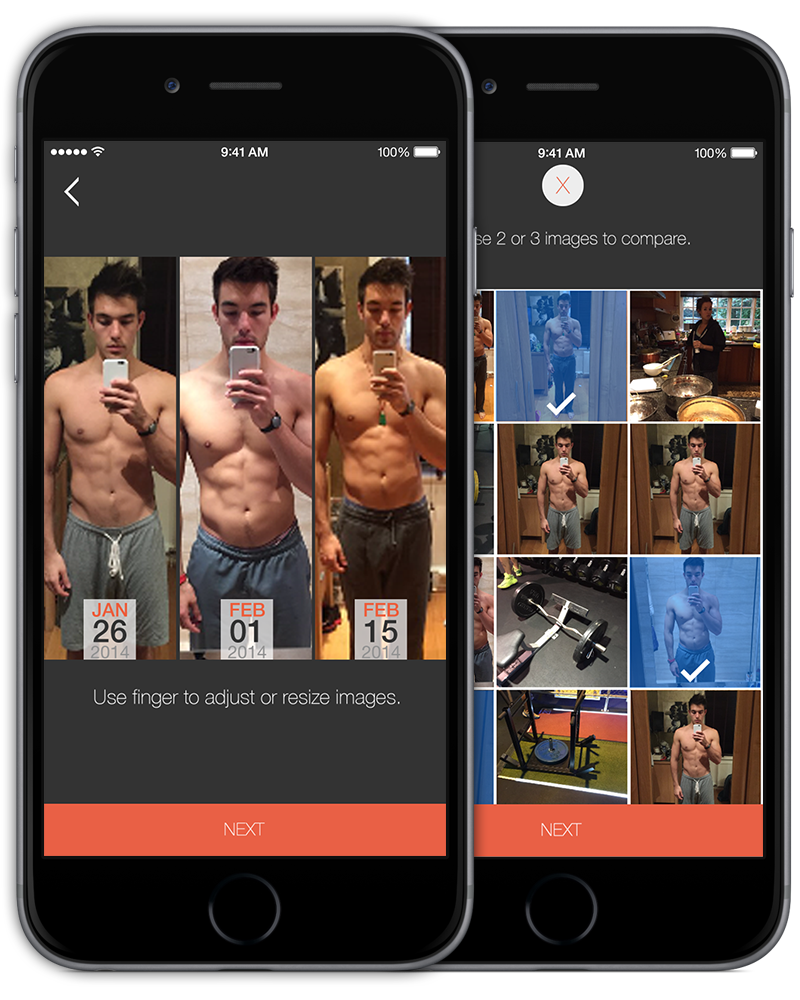 9:41 AM
100%
JAN
26
2014
FEB
01
2014
FEB
15
2014
Use finger to adjust or resize images.
NEXT
9:41 AM
100%
X
2 or 3 images to compare.
NEXT